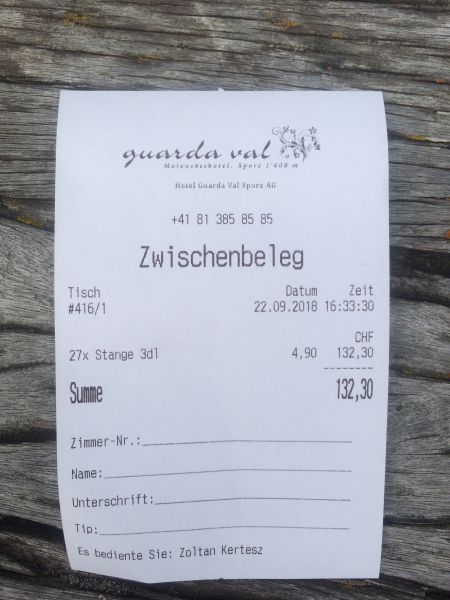 guarda val
Maiensässhotel. Sporz 1'600 m
Hotel Guarda Val Sporz AG
+41 81 385 85 85
Zwischenbeleg
Tisch Datum Zeit
#416/1 22.09.2018 16:33:30
CHF
27x Stange 3dl 4,90 132,30
--------
Summe 132,30
Zimmer-Nr.:
Name:
Unterschrift:
Tip:
Es bediente Sie: Zoltan Kertesz